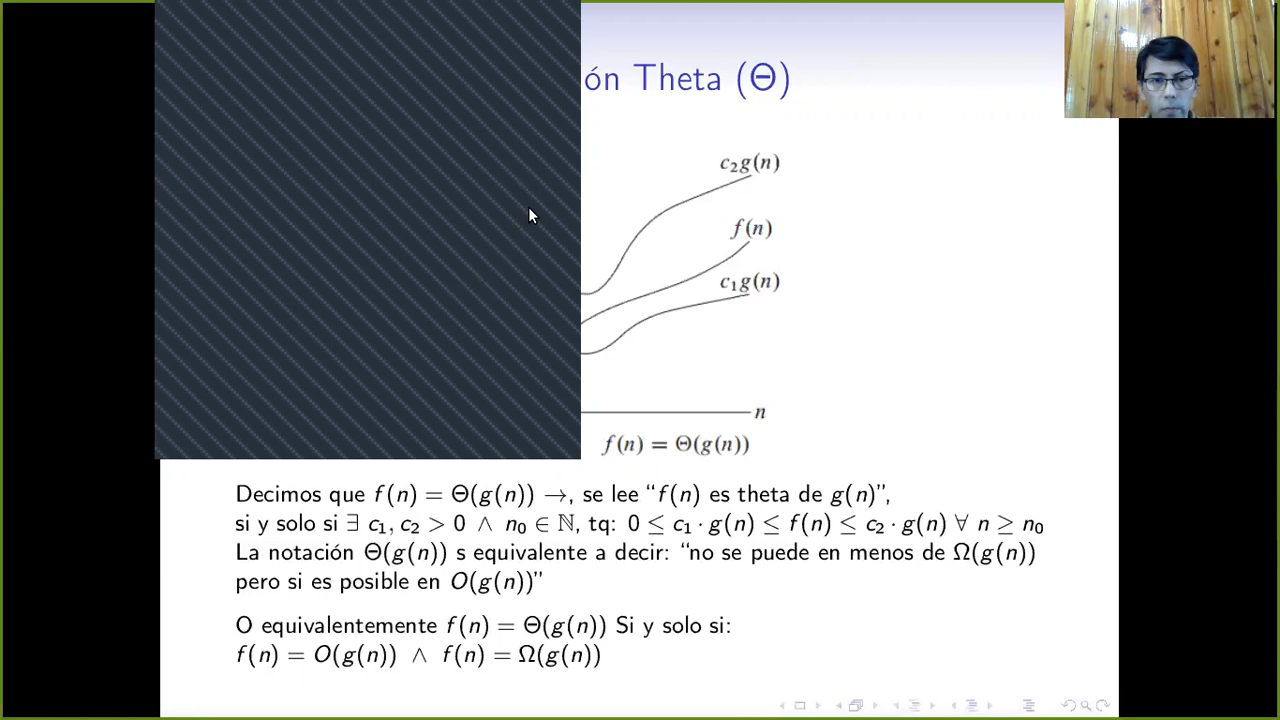 ón Theta (Θ)
c₂g(n)
f(n)
c₁g(n)
n
f(n) = Θ(g(n))
Decimos que f(n) = Θ(g(n)) →, se lee “f(n) es theta de g(n)”,
si y solo si ∃ c₁, c₂ > 0 ∧ n₀ ∈ ℕ, tq: 0 ≤ c₁ · g(n) ≤ f(n) ≤ c₂ · g(n) ∀ n ≥ n₀
La notación Θ(g(n)) s equivalente a decir: “no se puede en menos de Ω(g(n))
pero si es posible en O(g(n))”
O equivalentemente f(n) = Θ(g(n)) Si y solo si:
f(n) = O(g(n)) ∧ f(n) = Ω(g(n))